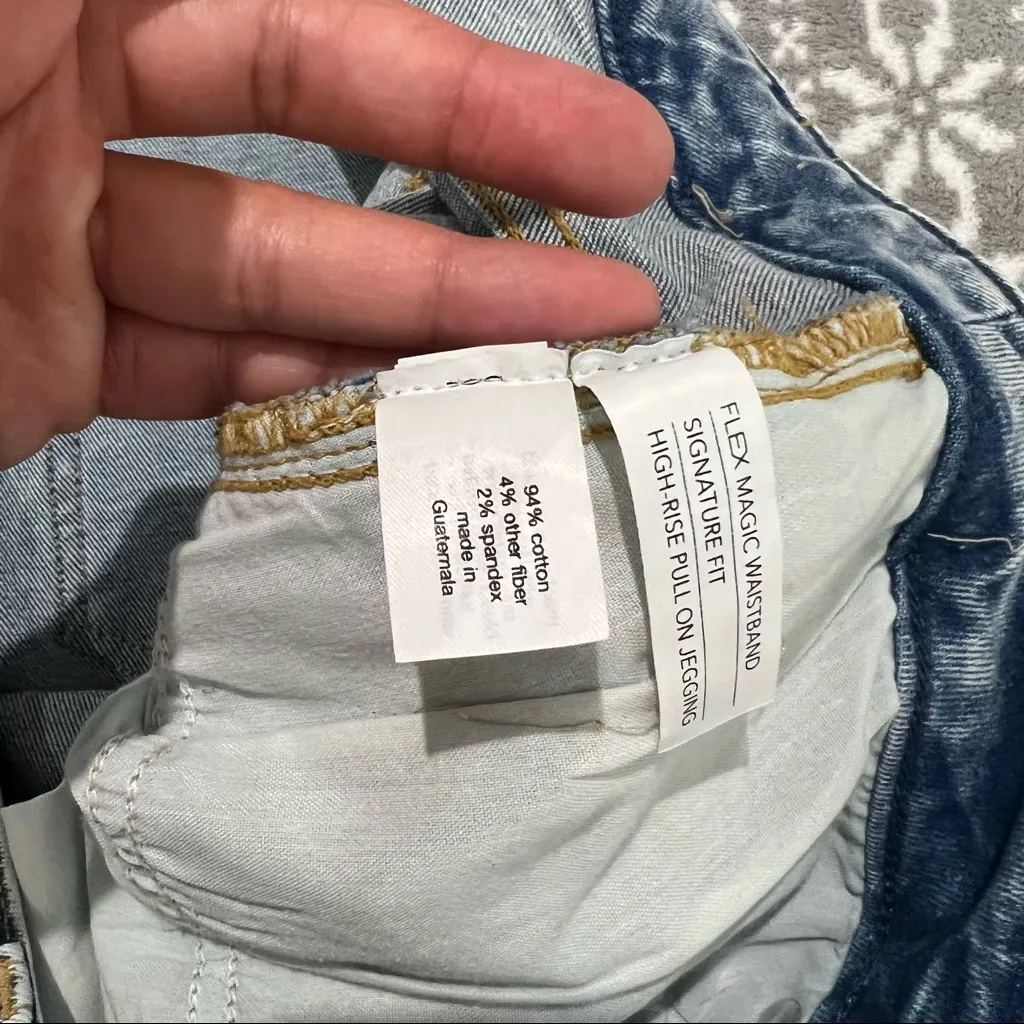 94% cotton
4% other fiber
2% spandex
made in
Guatemala
FLEX MAGIC WAISTBAND
SIGNATURE FIT
HIGH-RISE PULL ON JEGGING